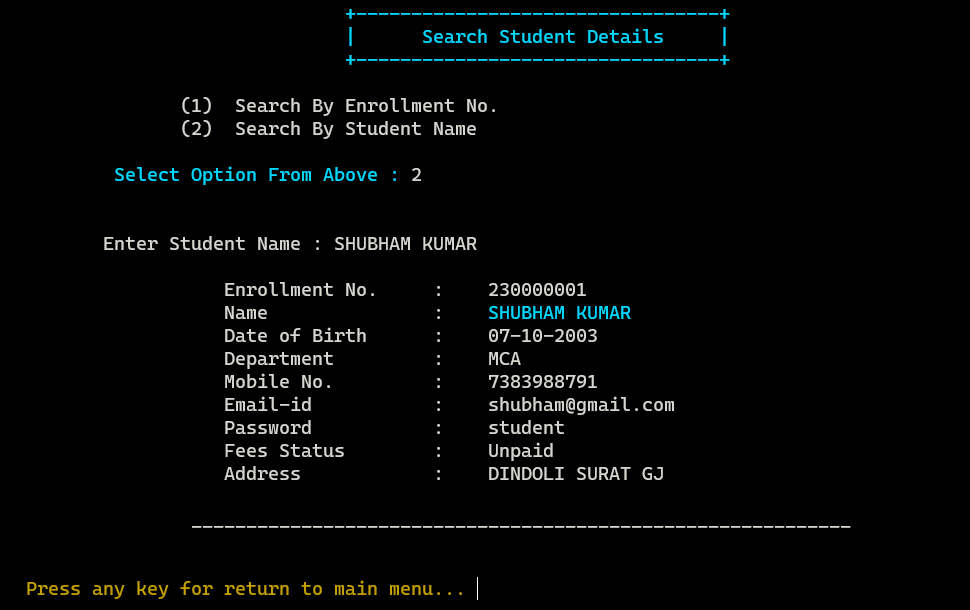 +---------------------------------+
| Search Student Details |
+---------------------------------+
(1) Search By Enrollment No.
(2) Search By Student Name
Select Option From Above : 2
Enter Student Name : SHUBHAM KUMAR
Enrollment No. : 230000001
Name : SHUBHAM KUMAR
Date of Birth : 07-10-2003
Department : MCA
Mobile No. : 7383988791
Email-id : shubham@gmail.com
Password : student
Fees Status : Unpaid
Address : DINDOLI SURAT GJ
------------------------------------------------------------
Press any key for return to main menu...